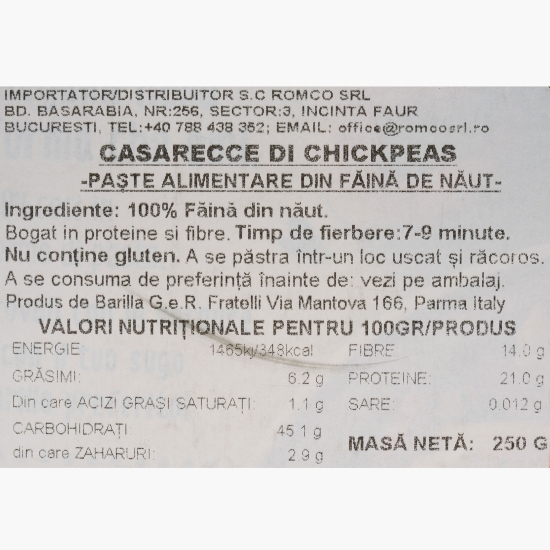 IMPORTATOR/DISTRIBUITOR S.C ROMCO SRL
BD. BASARABIA, NR:256, SECTOR:3, INCINTA FAUR
BUCURESTI, TEL:+40 788 438 352; EMAIL: office@romcosrl.ro
CASARECCE DI CHICKPEAS
-PASTE ALIMENTARE DIN FĂINĂ DE NĂUT-
Ingrediente: 100% Făină din năut.
Bogat in proteine si fibre. Timp de fierbere:7-9 minute.
Nu conține gluten. A se păstra într-un loc uscat și răcoros.
A se consuma de preferință înainte de: vezi pe ambalaj.
Produs de Barilla G.e.R. Fratelli Via Mantova 166, Parma Italy
VALORI NUTRIȚIONALE PENTRU 100GR/PRODUS
ENERGIE 1465kj/348kcal FIBRE 14.0 g
GRĂSIMI: 6.2 g PROTEINE: 21.0 g
Din care ACIZI GRAȘI SATURAȚI: 1.1 g SARE: 0.012 g
CARBOHIDRAȚI 45.1 g
din care ZAHARURI: 2.9 g
MASĂ NETĂ: 250 G